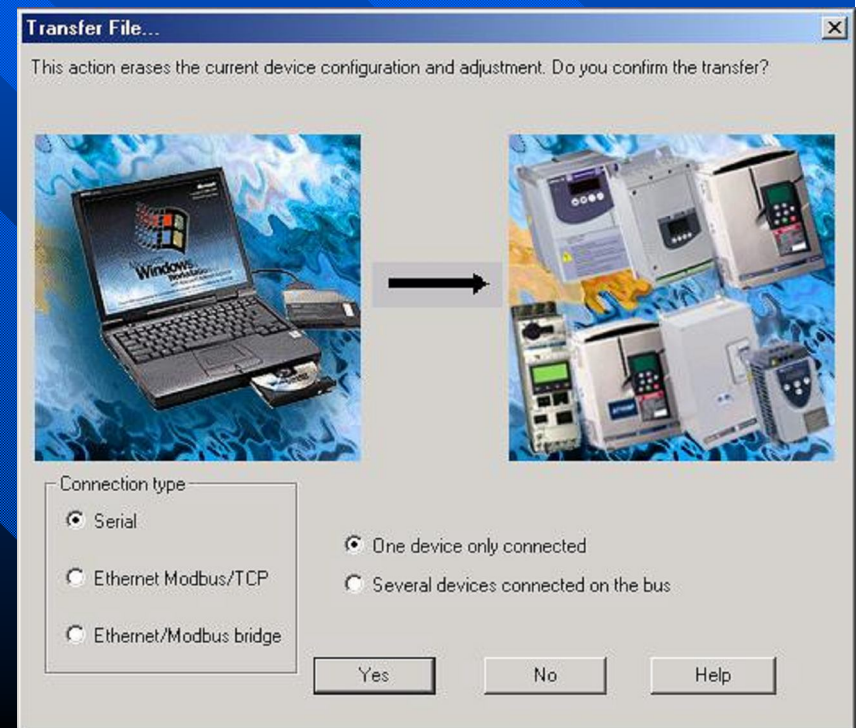 Transfer File...
This action erases the current device configuration and adjustment. Do you confirm the transfer?
Microsoft
Windows
Connection type
Serial
Ethernet Modbus/TCP
Ethernet/Modbus bridge
One device only connected
Several devices connected on the bus
Yes
No
Help